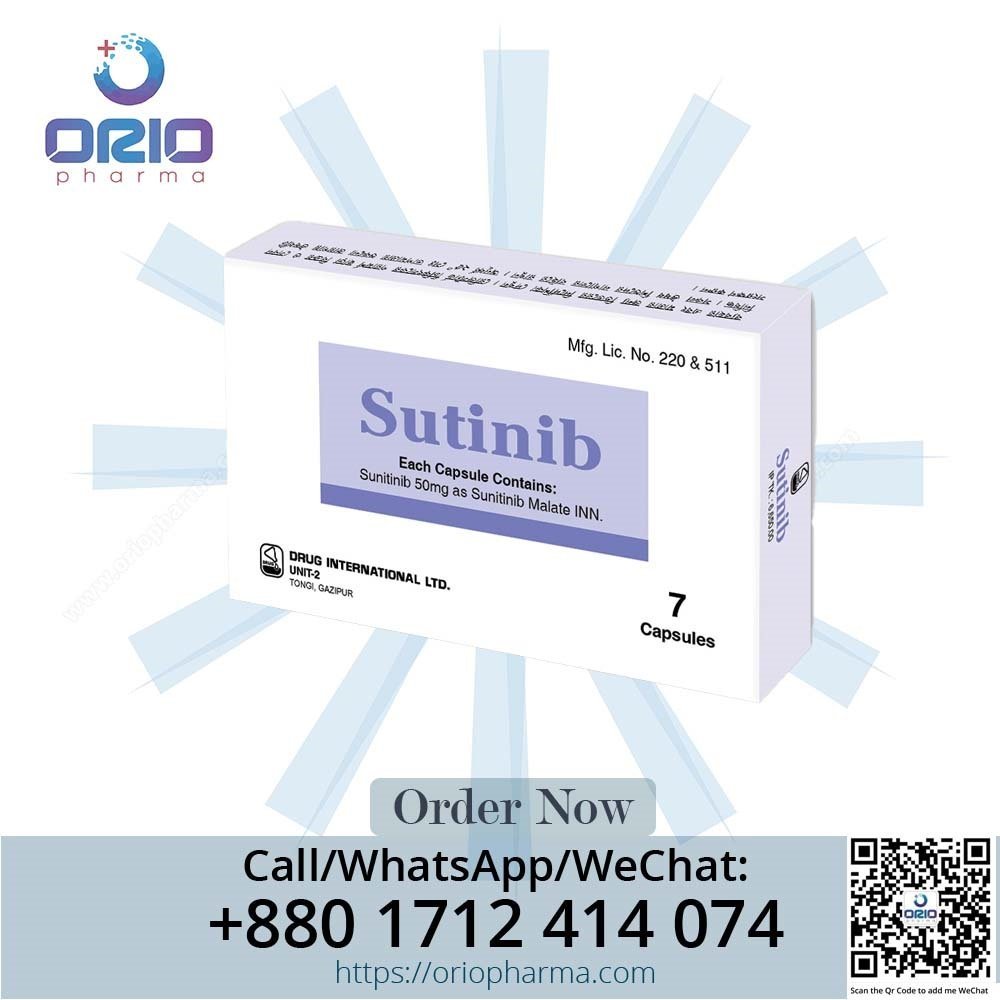 ORIO
pharma
Mfg. Lic. No. 220 & 511
Sutinib
Each Capsule Contains:
Sunitinib 50mg as Sunitinib Malate INN.
DRUG INTERNATIONAL LTD.
UNIT-2
TONGI, GAZIPUR
7
Capsules
Sutinib
Order Now
Call/WhatsApp/WeChat:
+880 1712 414 074
https://oriopharma.com
ORIO
Scan the Qr Code to add me WeChat